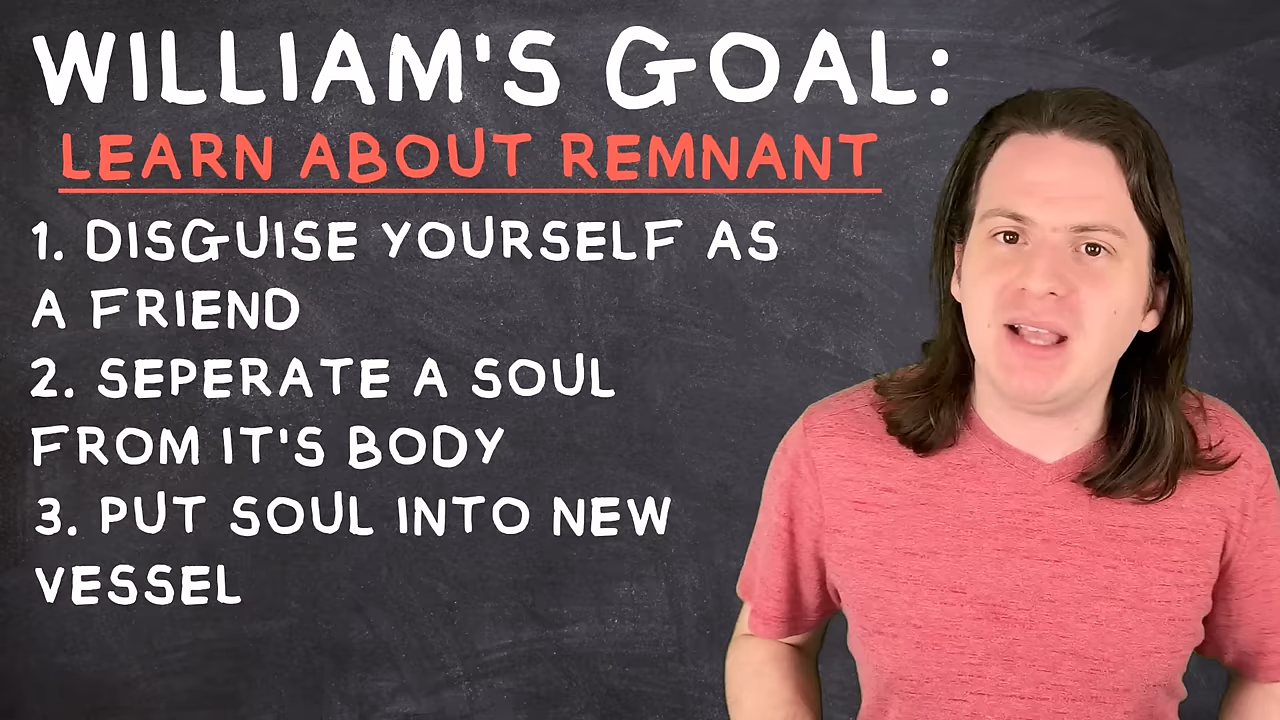 WILLIAM'S GOAL:
LEARN ABOUT REMNANT
1. DISGUISE YOURSELF AS
A FRIEND
2. SEPERATE A SOUL
FROM IT'S BODY
3. PUT SOUL INTO NEW
VESSEL